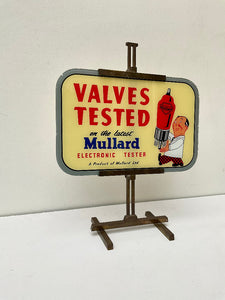 VALVES
TESTED
on the latest
Mullard
ELECTRONIC TESTER
A Product of Mullard Ltd